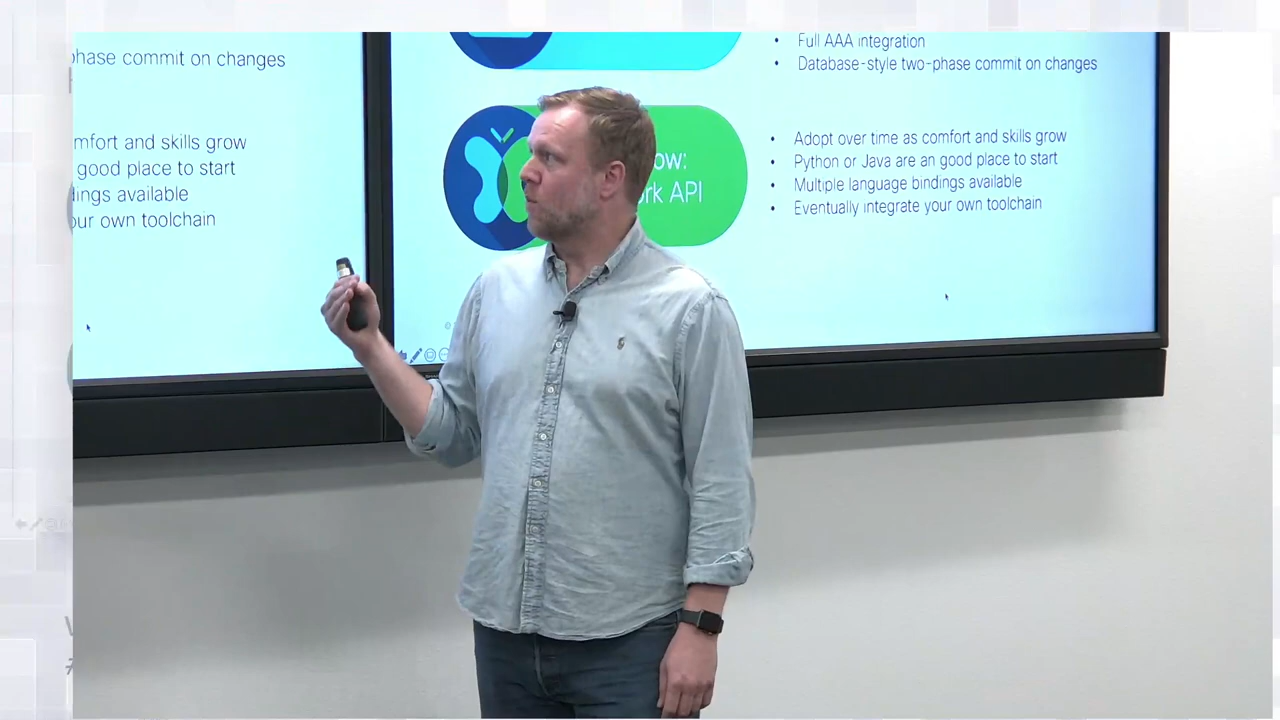 hase commit on changes
mfort and skills grow
good place to start
dings available
our own toolchain
• Full AAA integration
• Database-style two-phase commit on changes
ow:
rk API
• Adopt over time as comfort and skills grow
• Python or Java are an good place to start
• Multiple language bindings available
• Eventually integrate your own toolchain